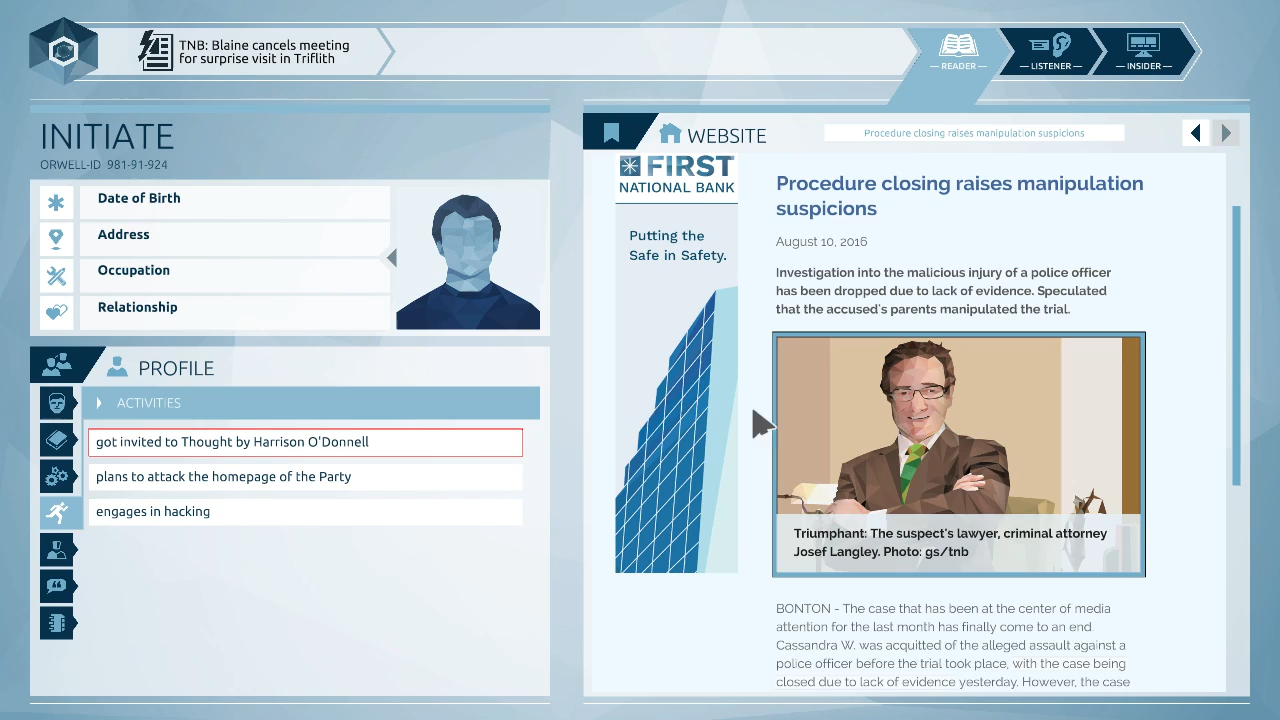 TNB: Blaine cancels meeting
for surprise visit in Triflith
— READER —
— LISTENER —
— INSIDER —
INITIATE
ORWELL-ID 981-91-924
Date of Birth
Address
Occupation
Relationship
PROFILE
ACTIVITIES
got invited to Thought by Harrison O'Donnell
plans to attack the homepage of the Party
engages in hacking
WEBSITE
Procedure closing raises manipulation suspicions
FIRST
NATIONAL BANK
Putting the
Safe in Safety.
Procedure closing raises manipulation
suspicions
August 10, 2016
Investigation into the malicious injury of a police officer
has been dropped due to lack of evidence. Speculated
that the accused's parents manipulated the trial.
Triumphant: The suspect's lawyer, criminal attorney
Josef Langley. Photo: gs/tnb
BONTON - The case that has been at the center of media
attention for the last month has finally come to an end.
Cassandra W. was acquitted of the alleged assault against a
police officer before the trial took place, with the case being
closed due to lack of evidence yesterday. However, the case